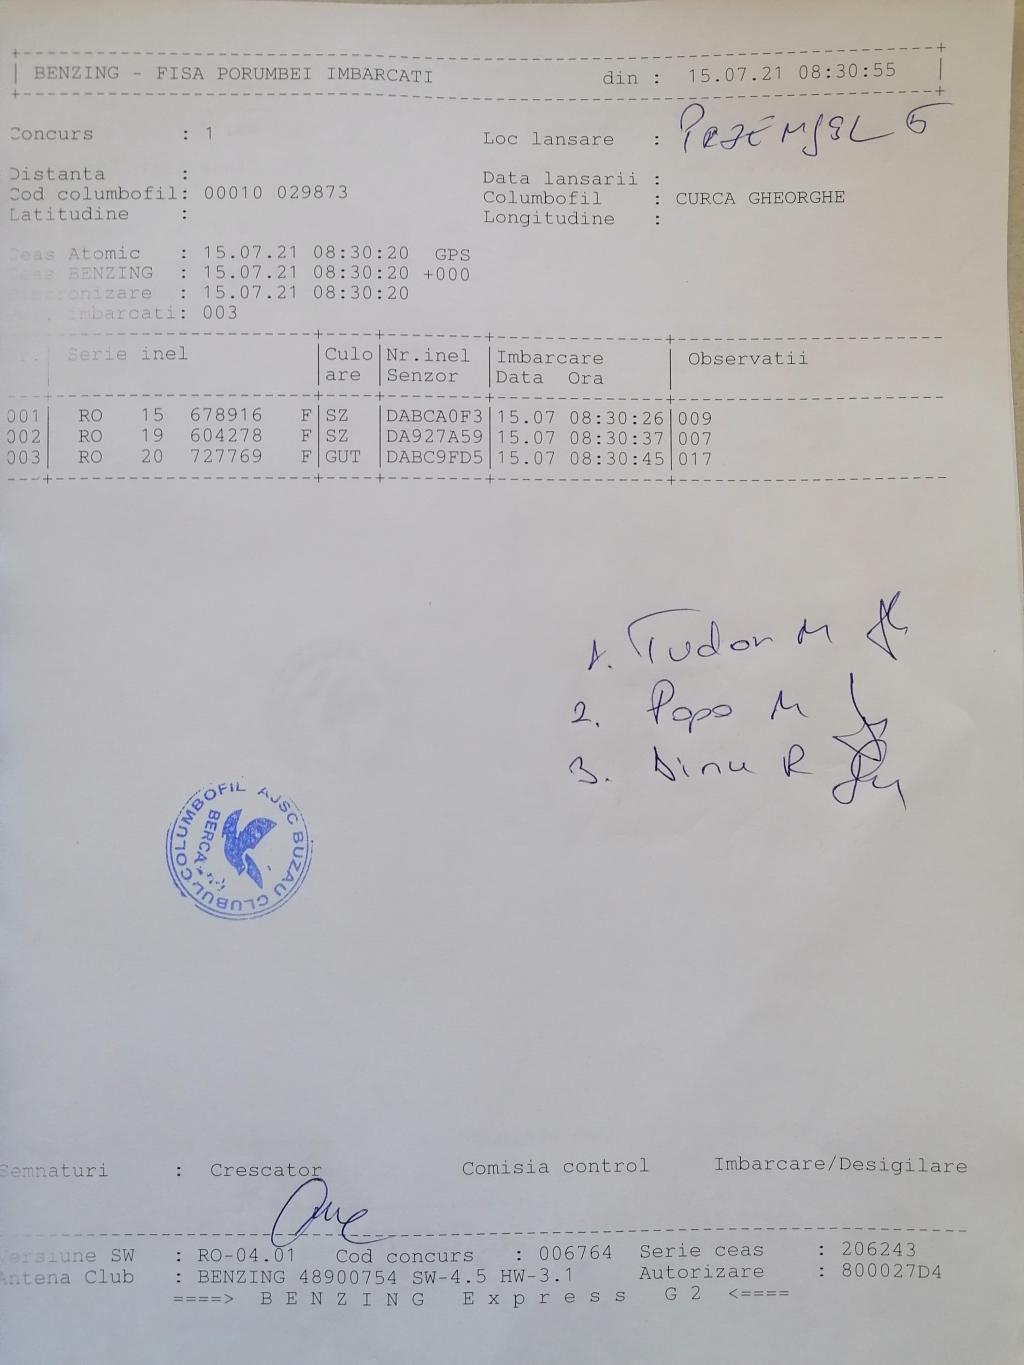 BENZING - FISA PORUMBEI IMBARCATI din : 15.07.21 08:30:55
Concurs : 1 Loc lansare :
Distanta : Data lansarii :
Cod columbofil: 00010 029873 Columbofil : CURCA GHEORGHE
Latitudine : Longitudine :
Ceas Atomic : 15.07.21 08:30:20 GPS
Ceas BENZING : 15.07.21 08:30:20 +000
Sincronizare : 15.07.21 08:30:20
imbarcati: 003
Serie inel Culo Nr.inel Imbarcare Observatii
are Senzor Data Ora
001 RO 15 678916 F SZ DABCA0F3 15.07 08:30:26 009
002 RO 19 604278 F SZ DA927A59 15.07 08:30:37 007
003 RO 20 727769 F GUT DABC9FD5 15.07 08:30:45 017
1. Tudor M
2. Popa M
3. Dinu R
CLUBUL COLUMBOFIL AJSC BUZAU
BERCA
Semnaturi : Crescator Comisia control Imbarcare/Desigilare
Versiune SW : RO-04.01 Cod concurs : 006764 Serie ceas : 206243
Antena Club : BENZING 48900754 SW-4.5 HW-3.1 Autorizare : 800027D4
====> B E N Z I N G E x p r e s s G 2 <====